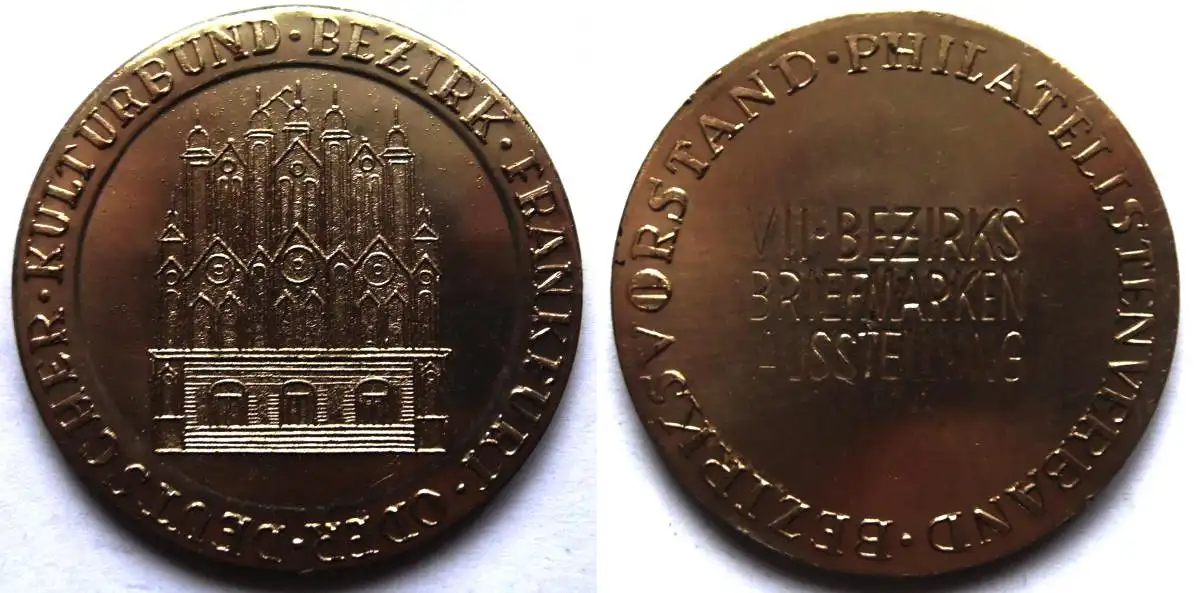 DEUTSCHER · KULTURBUND · BEZIRK · FRANKFURT · ODER ·
BEZIRKSVORSTAND · PHILATELISTENVERBAND ·
VII · BEZIRKS
BRIEFMARKEN
AUSSTELLUNG